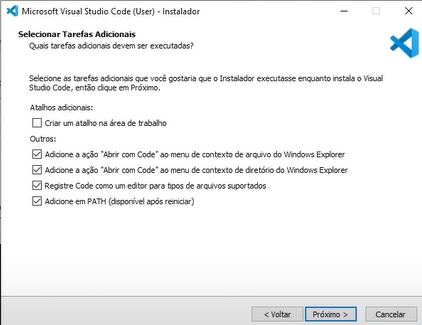 Microsoft Visual Studio Code (User) - Instalador
Selecionar Tarefas Adicionais
Quais tarefas adicionais devem ser executadas?
Selecione as tarefas adicionais que você gostaria que o Instalador executasse enquanto instala o Visual
Studio Code, então clique em Próximo.
Atalhos adicionais:
Criar um atalho na área de trabalho
Outros:
Adicione a ação "Abrir com Code" ao menu de contexto de arquivo do Windows Explorer
Adicione a ação "Abrir com Code" ao menu de contexto de diretório do Windows Explorer
Registre Code como um editor para tipos de arquivos suportados
Adicione em PATH (disponível após reiniciar)
< Voltar
Próximo >
Cancelar